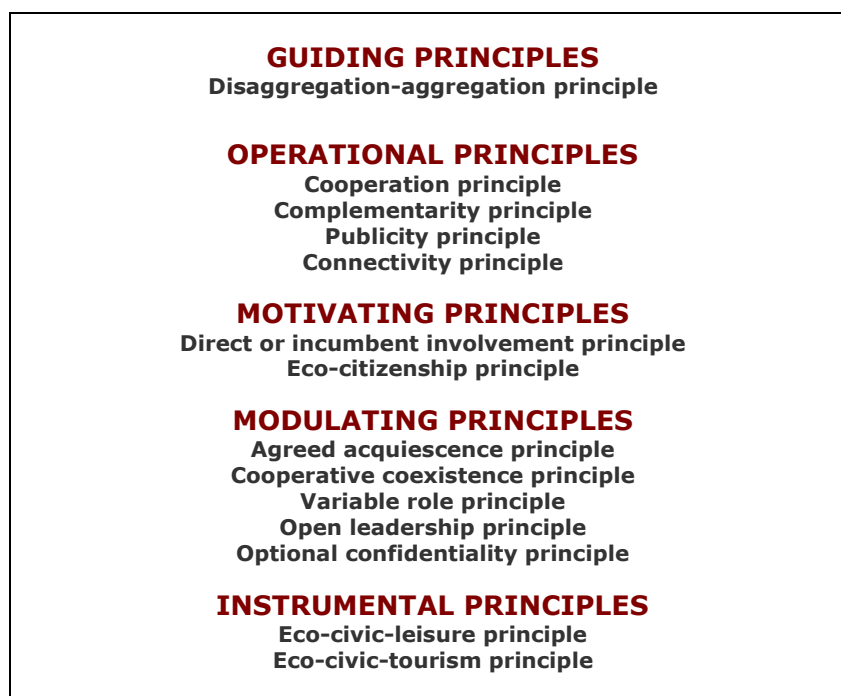 GUIDING PRINCIPLES
Disaggregation-aggregation principle
OPERATIONAL PRINCIPLES
Cooperation principle
Complementarity principle
Publicity principle
Connectivity principle
MOTIVATING PRINCIPLES
Direct or incumbent involvement principle
Eco-citizenship principle
MODULATING PRINCIPLES
Agreed acquiescence principle
Cooperative coexistence principle
Variable role principle
Open leadership principle
Optional confidentiality principle
INSTRUMENTAL PRINCIPLES
Eco-civic-leisure principle
Eco-civic-tourism principle